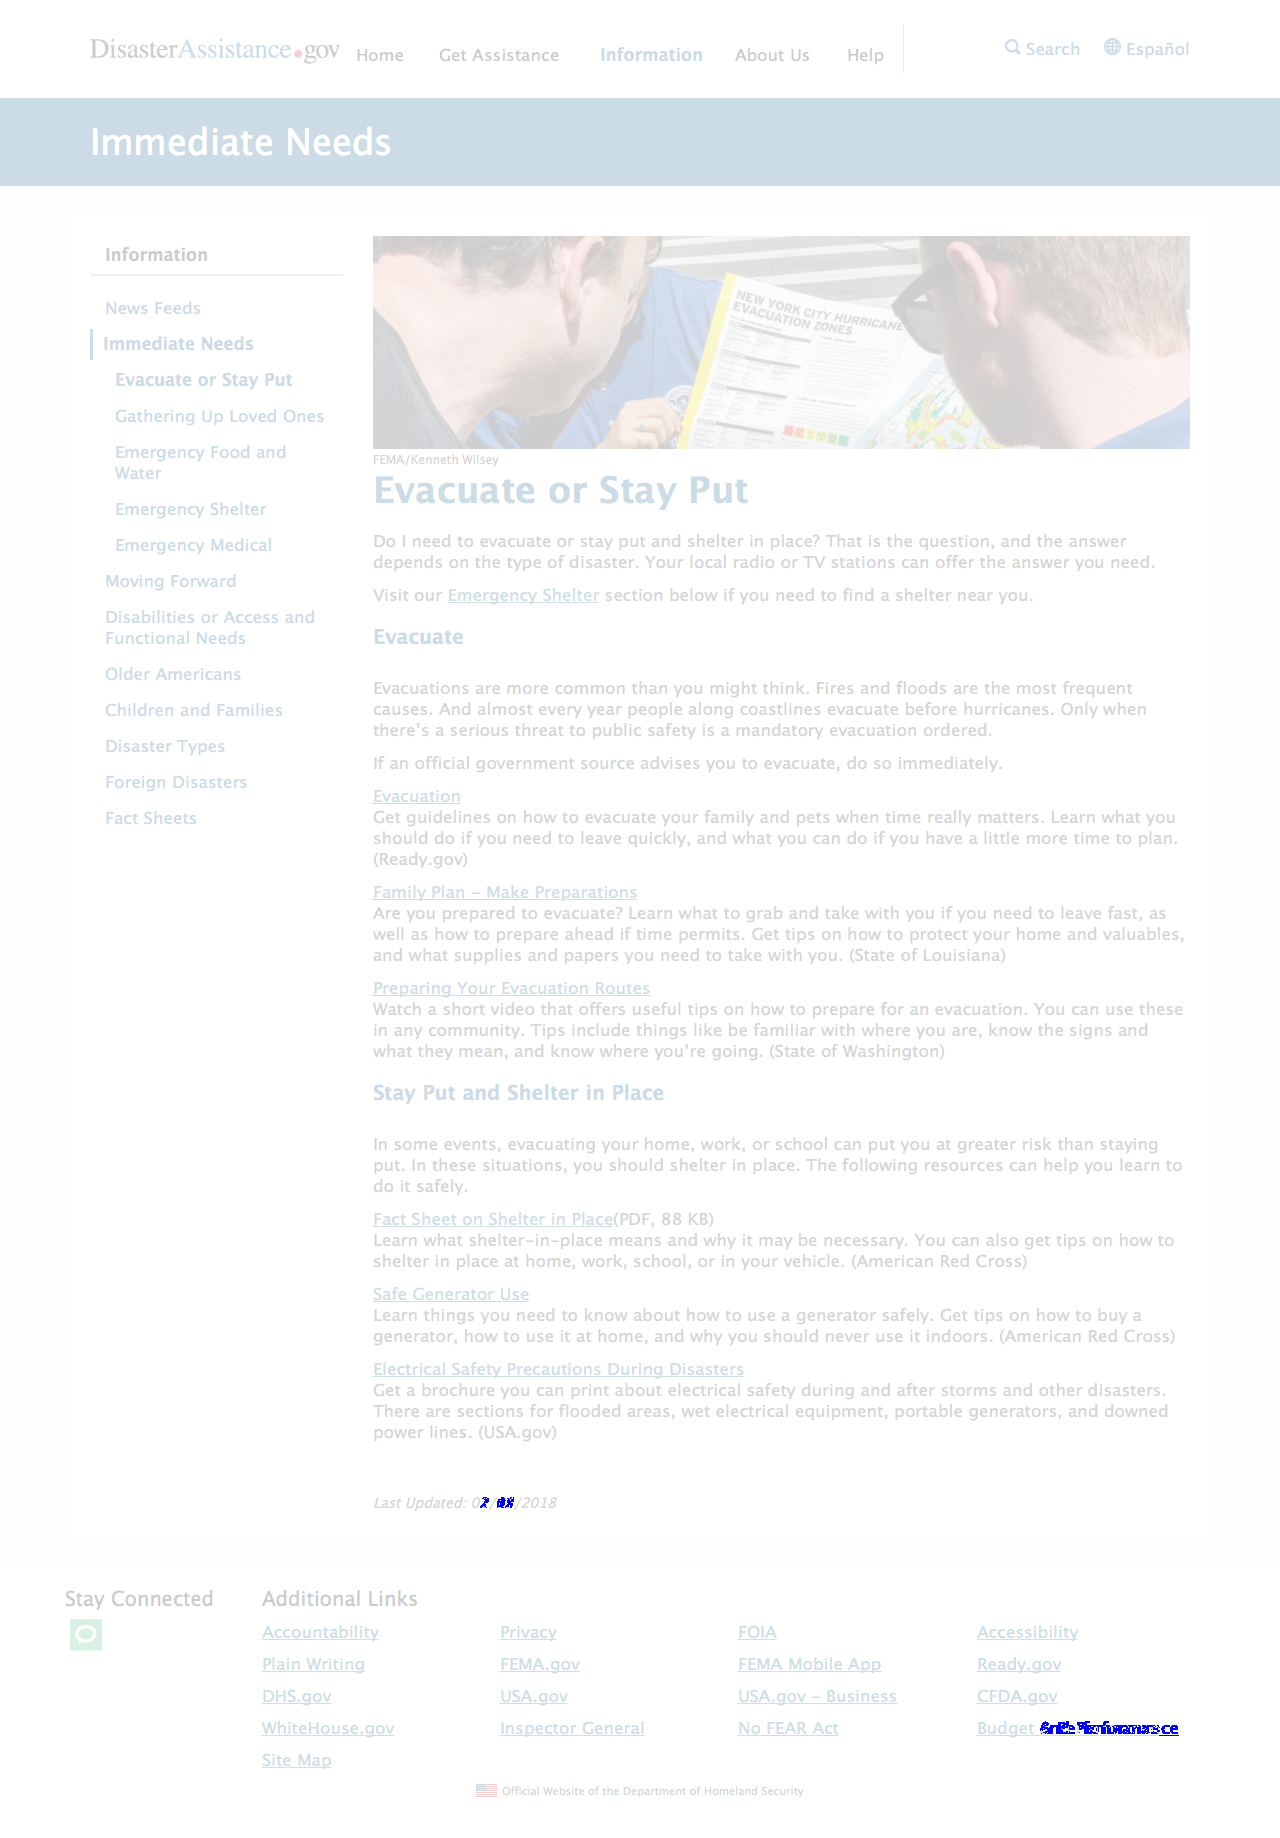 DisasterAssistance.gov
Home Get Assistance Information About Us Help
Search Español
Immediate Needs
Information
News Feeds
Immediate Needs
Evacuate or Stay Put
Gathering Up Loved Ones
Emergency Food and
Water
Emergency Shelter
Emergency Medical
Moving Forward
Disabilities or Access and
Functional Needs
Older Americans
Children and Families
Disaster Types
Foreign Disasters
Fact Sheets
NEW YORK CITY HURRICANE
EVACUATION ZONES
FEMA/Kenneth Wilsey
Evacuate or Stay Put
Do I need to evacuate or stay put and shelter in place? That is the question, and the answer
depends on the type of disaster. Your local radio or TV stations can offer the answer you need.
Visit our Emergency Shelter section below if you need to find a shelter near you.
Evacuate
Evacuations are more common than you might think. Fires and floods are the most frequent
causes. And almost every year people along coastlines evacuate before hurricanes. Only when
there's a serious threat to public safety is a mandatory evacuation ordered.
If an official government source advises you to evacuate, do so immediately.
Evacuation
Get guidelines on how to evacuate your family and pets when time really matters. Learn what you
should do if you need to leave quickly, and what you can do if you have a little more time to plan.
(Ready.gov)
Family Plan – Make Preparations
Are you prepared to evacuate? Learn what to grab and take with you if you need to leave fast, as
well as how to prepare ahead if time permits. Get tips on how to protect your home and valuables,
and what supplies and papers you need to take with you. (State of Louisiana)
Preparing Your Evacuation Routes
Watch a short video that offers useful tips on how to prepare for an evacuation. You can use these
in any community. Tips include things like be familiar with where you are, know the signs and
what they mean, and know where you're going. (State of Washington)
Stay Put and Shelter in Place
In some events, evacuating your home, work, or school can put you at greater risk than staying
put. In these situations, you should shelter in place. The following resources can help you learn to
do it safely.
Fact Sheet on Shelter in Place(PDF, 88 KB)
Learn what shelter-in-place means and why it may be necessary. You can also get tips on how to
shelter in place at home, work, school, or in your vehicle. (American Red Cross)
Safe Generator Use
Learn things you need to know about how to use a generator safely. Get tips on how to buy a
generator, how to use it at home, and why you should never use it indoors. (American Red Cross)
Electrical Safety Precautions During Disasters
Get a brochure you can print about electrical safety during and after storms and other disasters.
There are sections for flooded areas, wet electrical equipment, portable generators, and downed
power lines. (USA.gov)
Last Updated: /2018
Stay Connected
Additional Links
Accountability Privacy FOIA Accessibility
Plain Writing FEMA.gov FEMA Mobile App Ready.gov
DHS.gov USA.gov USA.gov – Business CFDA.gov
WhiteHouse.gov Inspector General No FEAR Act Budget
Site Map
Official Website of the Department of Homeland Security